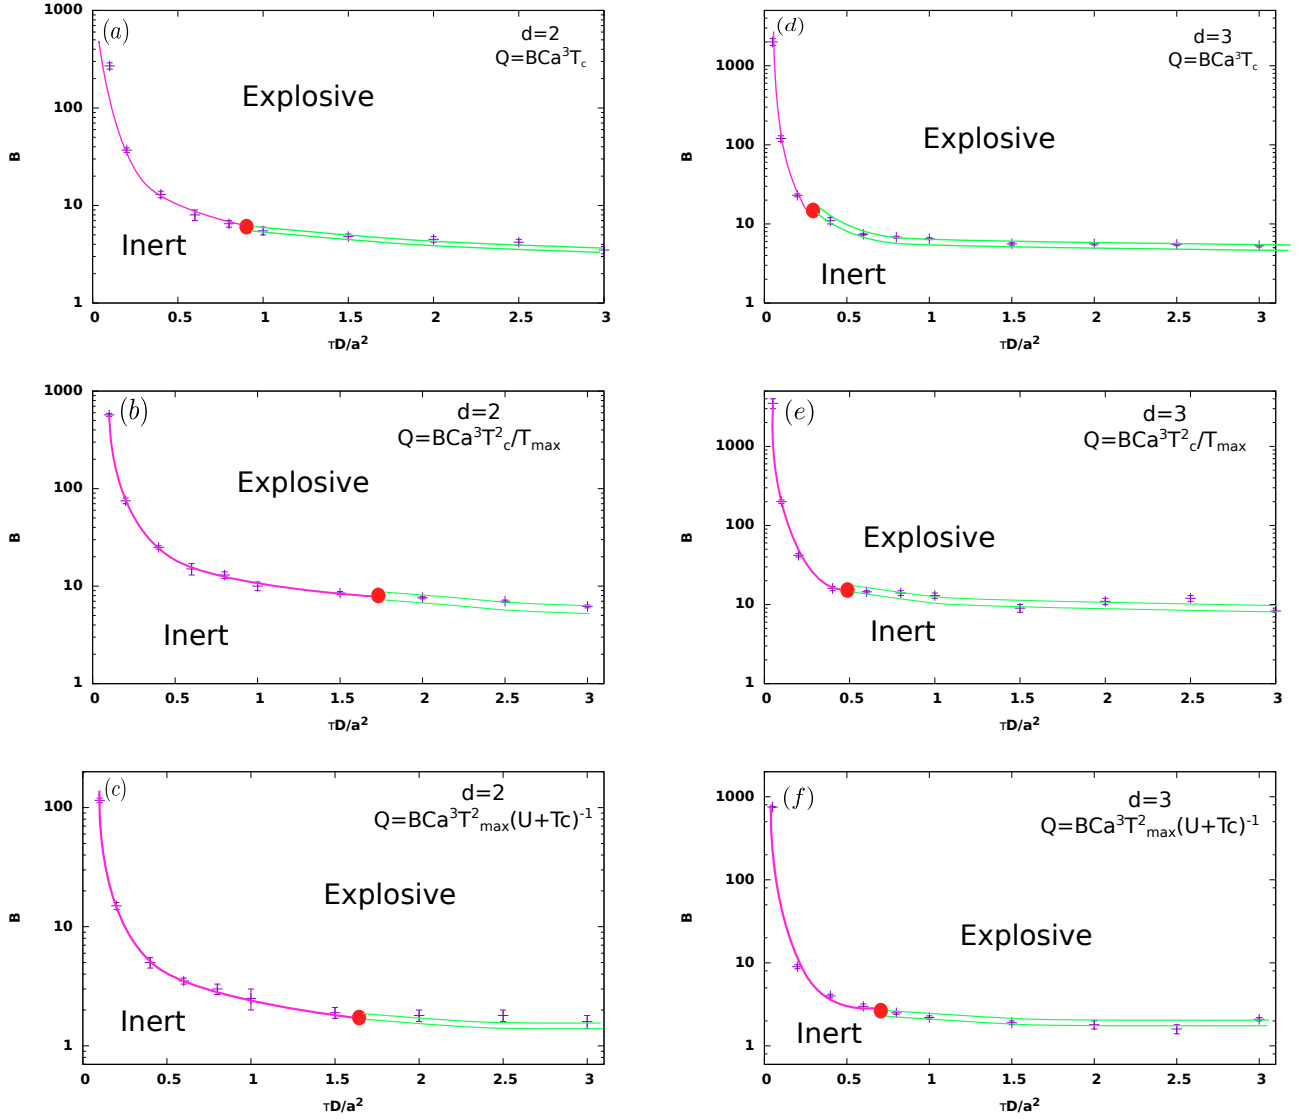 (a)
d=2
Q=BCa³T꜀
Explosive
Inert
B
1000
100
10
1
0 0.5 1 1.5 2 2.5 3
τD/a²
(d)
d=3
Q=BCa³T꜀
Explosive
Inert
B
1000
100
10
1
0 0.5 1 1.5 2 2.5 3
τD/a²
(b)
d=2
Q=BCa³T²c/Tmax
Explosive
Inert
B
1000
100
10
1
0 0.5 1 1.5 2 2.5 3
τD/a²
(e)
d=3
Q=BCa³T²c/Tmax
Explosive
Inert
B
1000
100
10
1
0 0.5 1 1.5 2 2.5 3
τD/a²
(c)
d=2
Q=BCa³T²max(U+Tc)⁻¹
Explosive
Inert
B
100
10
1
0 0.5 1 1.5 2 2.5 3
τD/a²
(f)
d=3
Q=BCa³T²max(U+Tc)⁻¹
Explosive
Inert
B
1000
100
10
1
0 0.5 1 1.5 2 2.5 3
τD/a²